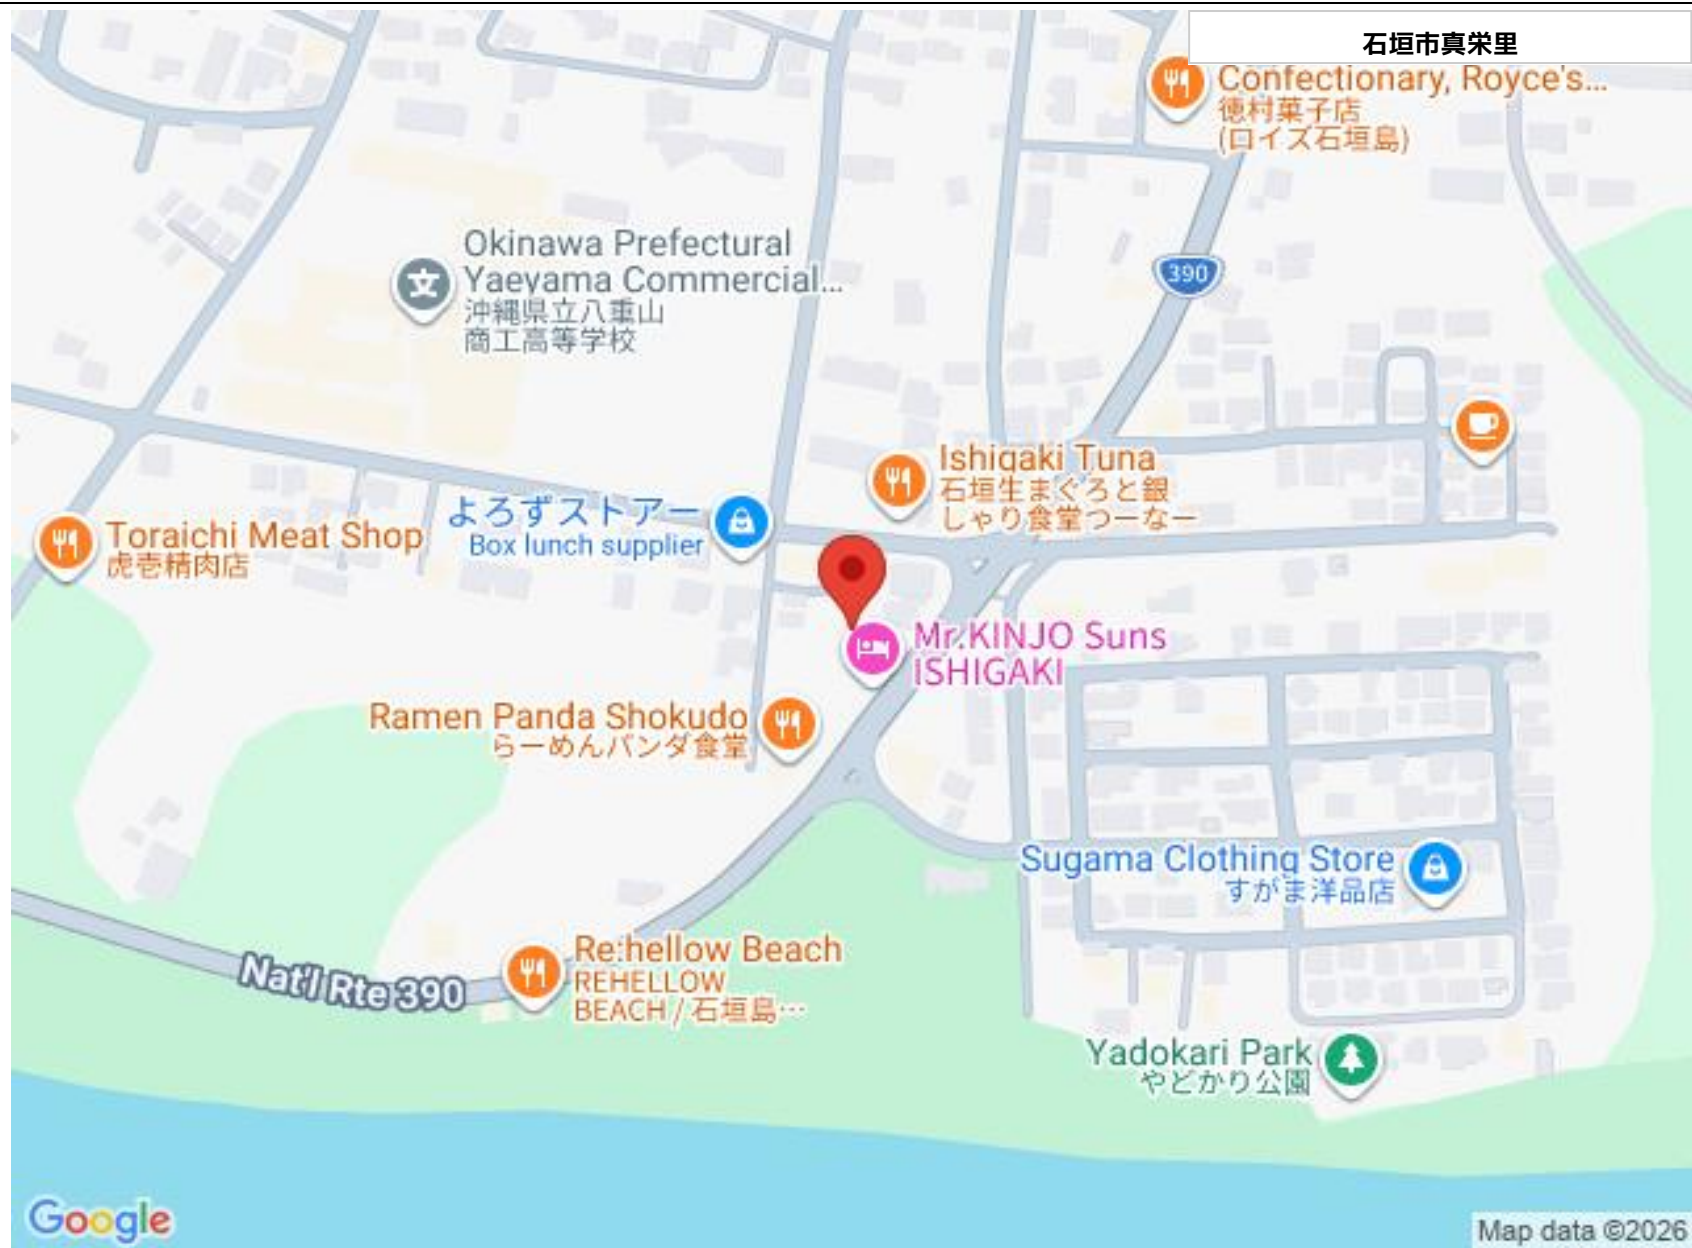 石垣市真栄里
Confectionary, Royce's...
徳村菓子店
(ロイズ石垣島)
Okinawa Prefectural
Yaeyama Commercial...
沖縄県立八重山
商工高等学校
390
Ishigaki Tuna
石垣生まぐろと銀
しゃり食堂つーなー
よろずストアー
Box lunch supplier
Toraichi Meat Shop
虎壱精肉店
Mr.KINJO Suns
ISHIGAKI
Ramen Panda Shokudo
らーめんパンダ食堂
Sugama Clothing Store
すがま洋品店
Re:hellow Beach
REHELLOW
BEACH / 石垣島…
Nat'l Rte 390
Yadokari Park
やどかり公園
Google
Map data ©2026